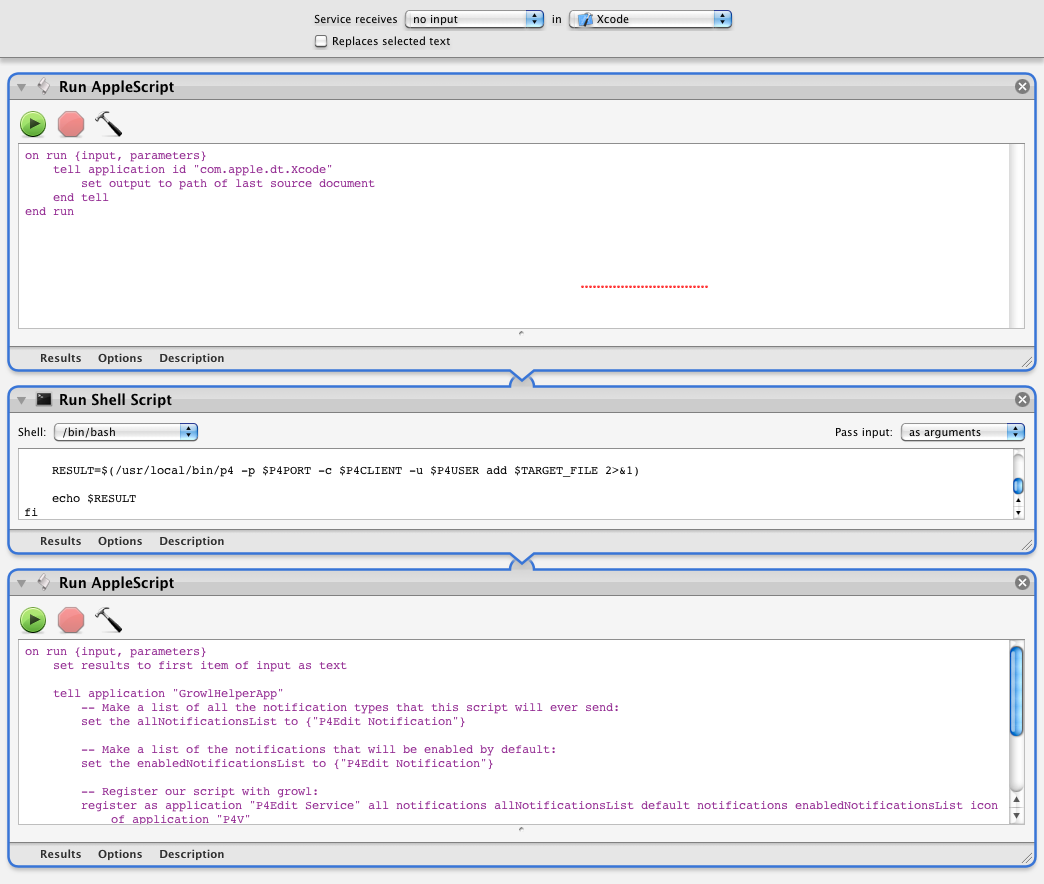 Service receives no input in Xcode
Replaces selected text
Run AppleScript
on run {input, parameters}
tell application id "com.apple.dt.Xcode"
set output to path of last source document
end tell
end run
Results Options Description
Run Shell Script
Shell: /bin/bash Pass input: as arguments
RESULT=$(/usr/local/bin/p4 -p $P4PORT -c $P4CLIENT -u $P4USER add $TARGET_FILE 2>&1)
echo $RESULT
fi
Results Options Description
Run AppleScript
on run {input, parameters}
set results to first item of input as text
tell application "GrowlHelperApp"
-- Make a list of all the notification types that this script will ever send:
set the allNotificationsList to {"P4Edit Notification"}
-- Make a list of the notifications that will be enabled by default:
set the enabledNotificationsList to {"P4Edit Notification"}
-- Register our script with growl:
register as application "P4Edit Service" all notifications allNotificationsList default notifications enabledNotificationsList icon
of application "P4V"
Results Options Description